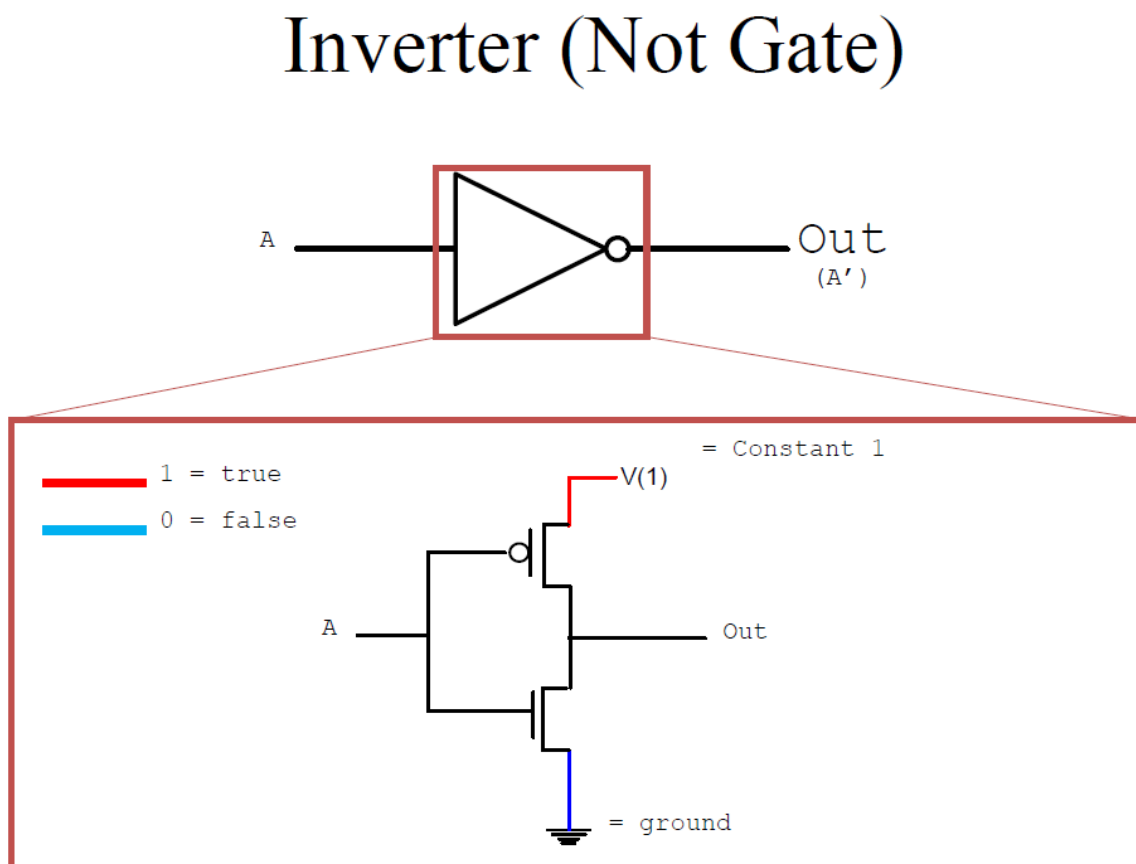 Inverter (Not Gate)
A
Out
(A’)
= Constant 1
1 = true
V(1)
0 = false
A
Out
= ground